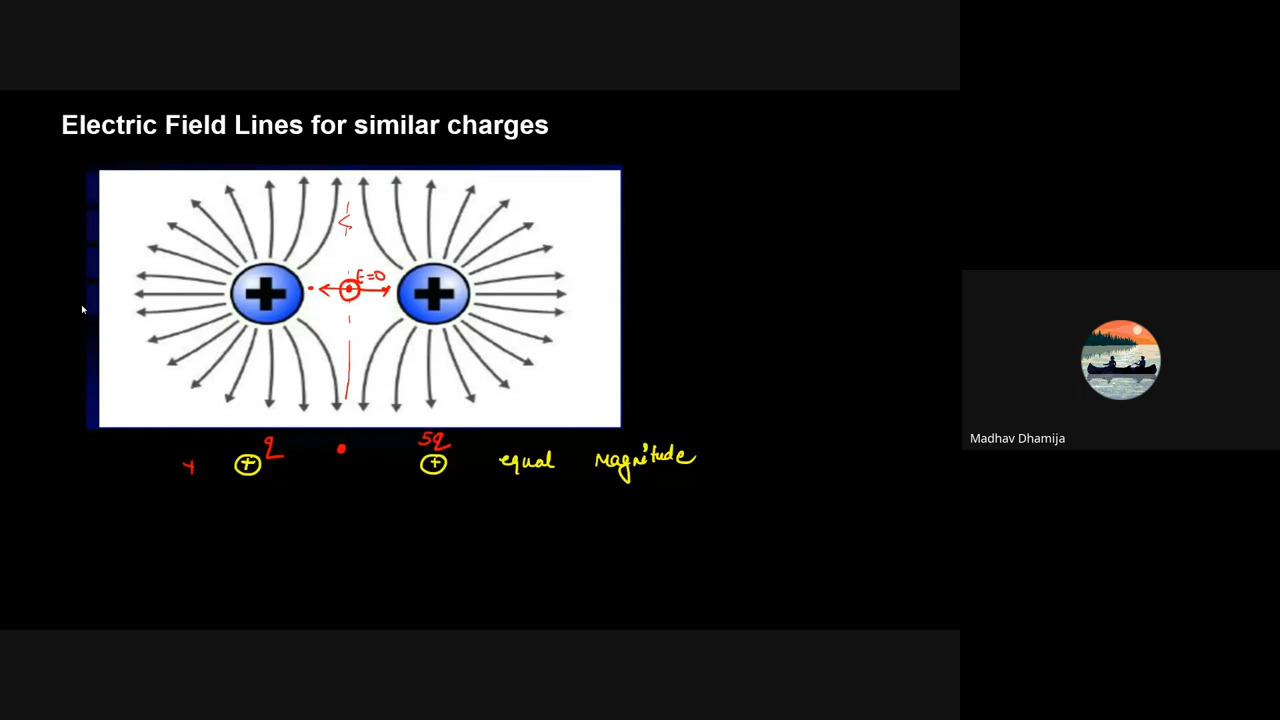 Electric Field Lines for similar charges
E=0
+ +
q 5q
+ + equal magnitude
Madhav Dhamija